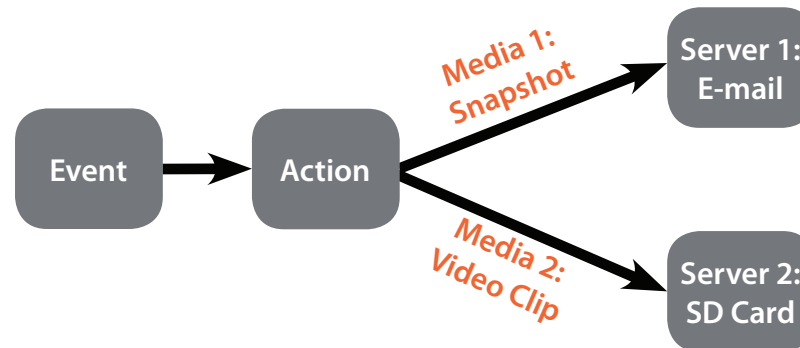 Event
Action
Media 1:
Snapshot
Server 1:
E-mail
Media 2:
Video Clip
Server 2:
SD Card